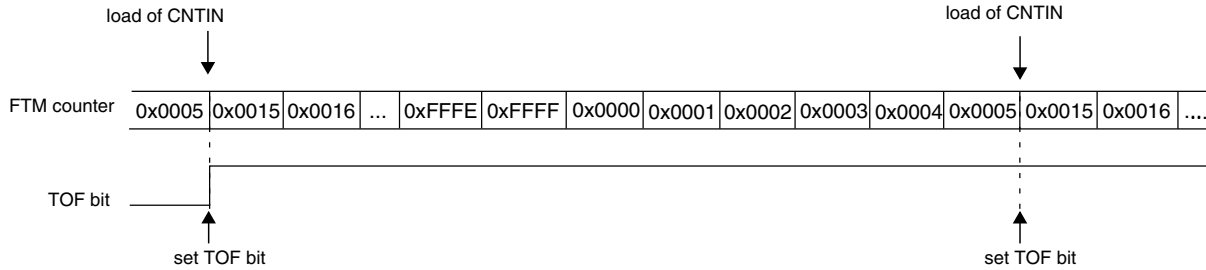 load of CNTIN load of CNTIN
FTM counter 0x0005 0x0015 0x0016 ... 0xFFFE 0xFFFF 0x0000 0x0001 0x0002 0x0003 0x0004 0x0005 0x0015 0x0016 ....
TOF bit
set TOF bit set TOF bit